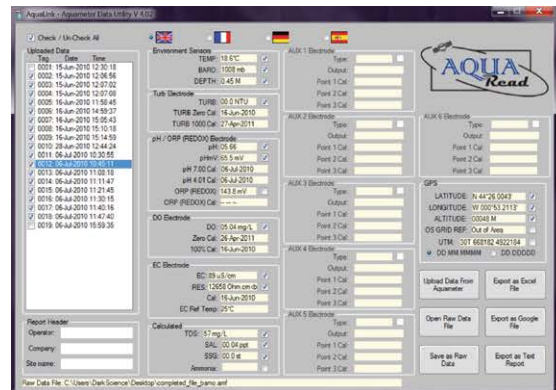 AquaLink - Aquameter Data Utility V 4.02
Check / Un-Check All
Uploaded Data
Tag Date Time
0001: 15-Jun-2010 12:30:18
0002: 15-Jun-2010 12:06:56
0003: 15-Jun-2010 12:07:02
0004: 15-Jun-2010 12:07:08
0005: 16-Jun-2010 11:58:45
0006: 16-Jun-2010 14:59:27
0007: 16-Jun-2010 15:05:43
0008: 16-Jun-2010 15:10:18
0009: 16-Jun-2010 15:14:59
0010: 28-Jun-2010 12:44:24
0011: 06-Jul-2010 10:30:55
0012: 06-Jul-2010 10:45:11
0013: 06-Jul-2010 11:08:18
0014: 06-Jul-2010 11:11:47
0015: 06-Jul-2010 11:21:45
0016: 06-Jul-2010 11:30:15
0017: 06-Jul-2010 11:40:16
0018: 06-Jul-2010 11:47:40
0019: 06-Jul-2010 15:59:35
Report Header
Operator:
Company:
Site name:
Environment Sensors
TEMP: 18.6°C
BARO: 1008 mb
DEPTH: 0.45 M
Turb Electrode
TURB: 00.0 NTU
TURB Zero Cal: 16-Jun-2010
TURB 1000 Cal: 27-Apr-2011
pH / ORP (REDOX) Electrode
pH: 05.66
pHmV: 65.5 mV
pH 7.00 Cal: 06-Jul-2010
pH 4.01 Cal: 06-Jul-2010
ORP (REDOX): 143.8 mV
ORP (REDOX) Cal: -- -- --
DO Electrode
DO: 05.04 mg/L
Zero Cal: 26-Apr-2011
100% Cal: 16-Jun-2010
EC Electrode
EC: 89 uS/cm
RES: 12658 Ohm.cm
Cal: 16-Jun-2010
EC Ref Temp: 25°C
Calculated
TDS: 57 mg/L
SAL: 00.04 ppt
SSG: 00.0 st
Ammonia:
AUX 1 Electrode
Type:
Output:
Point 1 Cal:
Point 2 Cal:
Point 3 Cal:
AUX 2 Electrode
Type:
Output:
Point 1 Cal:
Point 2 Cal:
Point 3 Cal:
AUX 3 Electrode
Type:
Output:
Point 1 Cal:
Point 2 Cal:
Point 3 Cal:
AUX 4 Electrode
Type:
Output:
Point 1 Cal:
Point 2 Cal:
Point 3 Cal:
AUX 5 Electrode
Type:
Output:
Point 1 Cal:
Point 2 Cal:
Point 3 Cal:
AQUA
Read
AUX 6 Electrode
Type:
Output:
Point 1 Cal:
Point 2 Cal:
Point 3 Cal:
GPS
LATITUDE: N 44°26.0043'
LONGITUDE: W 000°53.2113'
ALTITUDE: 00048 M
OS GRID REF: Out of Area
UTM: 30T 668182 4922184
DD MM.MMMM DD.DDDDD
Upload Data From Aquameter
Export as Excel File
Open Raw Data File
Export as Google File
Save as Raw Data
Export as Text Report
Raw Data File: C:\Users\DarkScience\Desktop\completed_file_bamo.amf